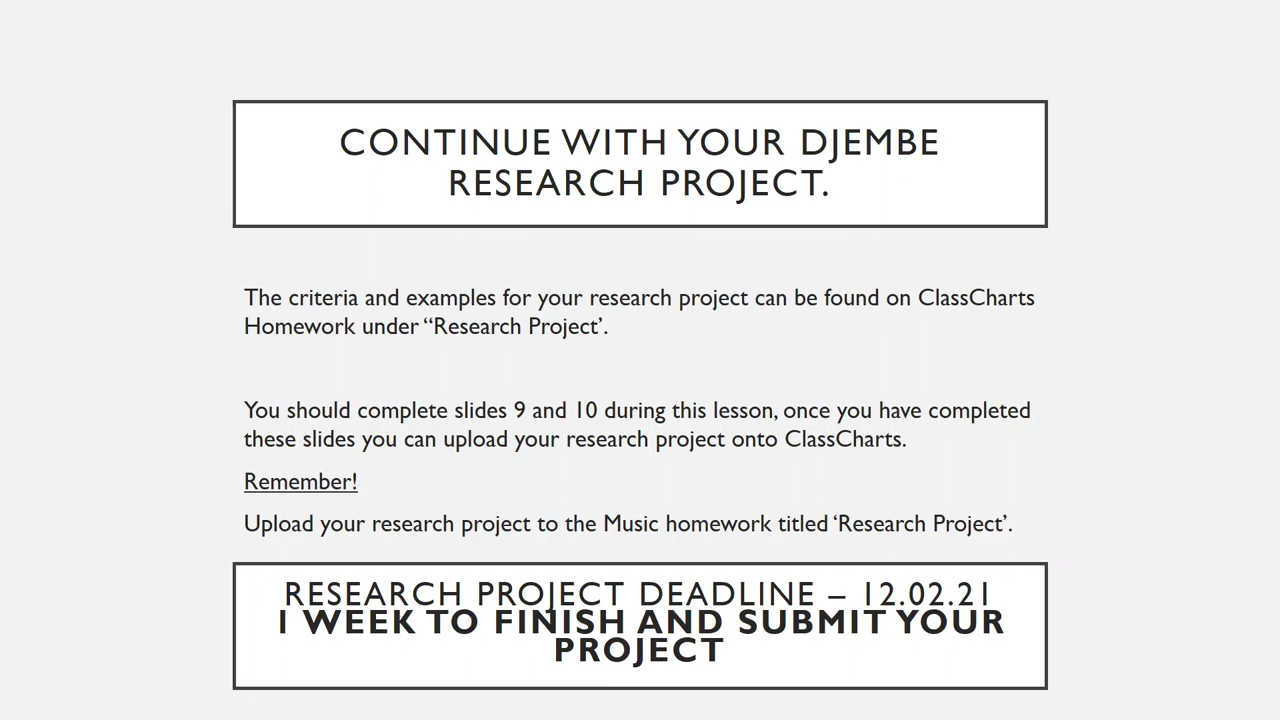 CONTINUE WITH YOUR DJEMBE
RESEARCH PROJECT.
The criteria and examples for your research project can be found on ClassCharts
Homework under “Research Project’.
You should complete slides 9 and 10 during this lesson, once you have completed
these slides you can upload your research project onto ClassCharts.
Remember!
Upload your research project to the Music homework titled ‘Research Project’.
RESEARCH PROJECT DEADLINE – 12.02.21
1 WEEK TO FINISH AND SUBMIT YOUR
PROJECT